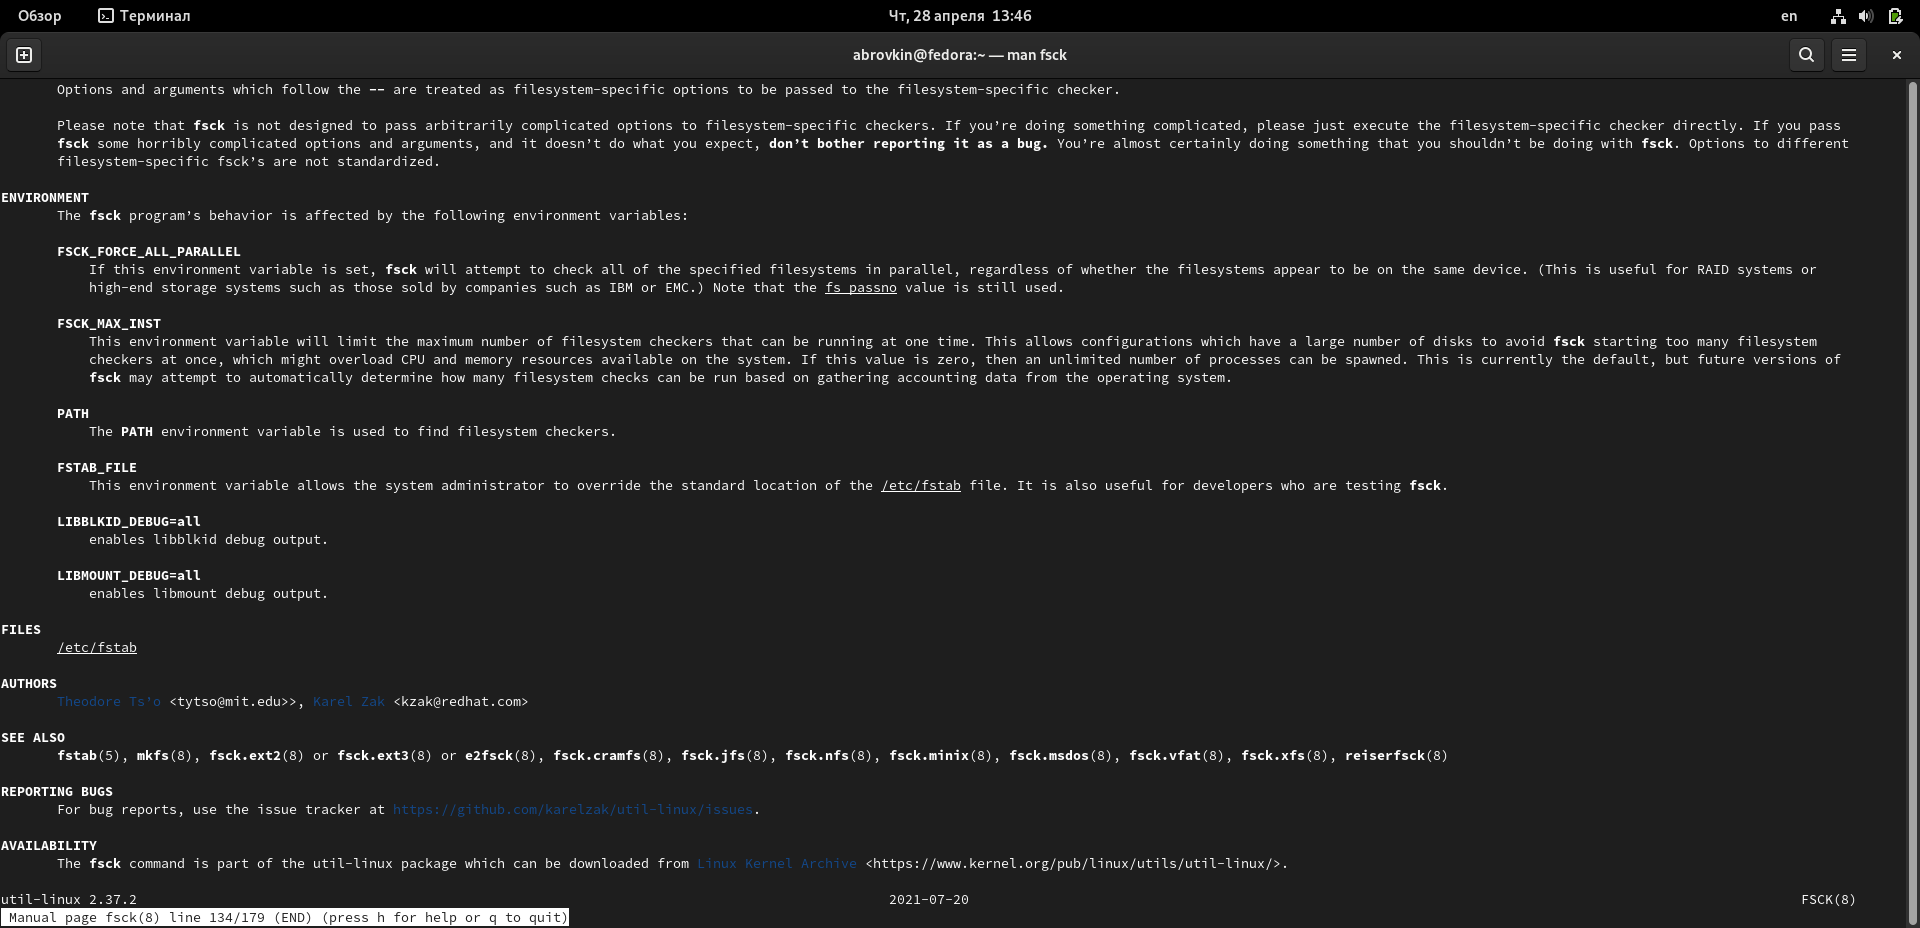 Обзор Терминал Чт, 28 апреля 13:46 en
abrovkin@fedora:~ — man fsck
Options and arguments which follow the -- are treated as filesystem-specific options to be passed to the filesystem-specific checker.
Please note that fsck is not designed to pass arbitrarily complicated options to filesystem-specific checkers. If you’re doing something complicated, please just execute the filesystem-specific checker directly. If you pass
fsck some horribly complicated options and arguments, and it doesn’t do what you expect, don’t bother reporting it as a bug. You’re almost certainly doing something that you shouldn’t be doing with fsck. Options to different
filesystem-specific fsck’s are not standardized.
ENVIRONMENT
The fsck program’s behavior is affected by the following environment variables:
FSCK_FORCE_ALL_PARALLEL
If this environment variable is set, fsck will attempt to check all of the specified filesystems in parallel, regardless of whether the filesystems appear to be on the same device. (This is useful for RAID systems or
high-end storage systems such as those sold by companies such as IBM or EMC.) Note that the fs_passno value is still used.
FSCK_MAX_INST
This environment variable will limit the maximum number of filesystem checkers that can be running at one time. This allows configurations which have a large number of disks to avoid fsck starting too many filesystem
checkers at once, which might overload CPU and memory resources available on the system. If this value is zero, then an unlimited number of processes can be spawned. This is currently the default, but future versions of
fsck may attempt to automatically determine how many filesystem checks can be run based on gathering accounting data from the operating system.
PATH
The PATH environment variable is used to find filesystem checkers.
FSTAB_FILE
This environment variable allows the system administrator to override the standard location of the /etc/fstab file. It is also useful for developers who are testing fsck.
LIBBLKID_DEBUG=all
enables libblkid debug output.
LIBMOUNT_DEBUG=all
enables libmount debug output.
FILES
/etc/fstab
AUTHORS
Theodore Ts’o <tytso@mit.edu>>, Karel Zak <kzak@redhat.com>
SEE ALSO
fstab(5), mkfs(8), fsck.ext2(8) or fsck.ext3(8) or e2fsck(8), fsck.cramfs(8), fsck.jfs(8), fsck.nfs(8), fsck.minix(8), fsck.msdos(8), fsck.vfat(8), fsck.xfs(8), reiserfsck(8)
REPORTING BUGS
For bug reports, use the issue tracker at https://github.com/karelzak/util-linux/issues.
AVAILABILITY
The fsck command is part of the util-linux package which can be downloaded from Linux Kernel Archive <https://www.kernel.org/pub/linux/utils/util-linux/>.
util-linux 2.37.2 2021-07-20 FSCK(8)
Manual page fsck(8) line 134/179 (END) (press h for help or q to quit)